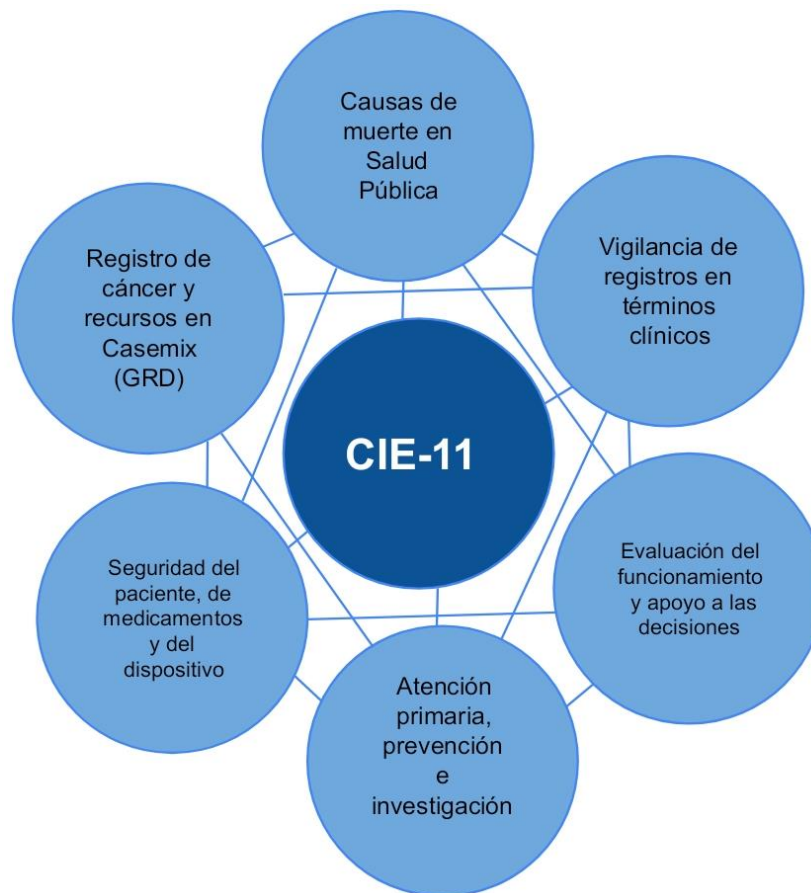 Causas de
muerte en
Salud
Pública
Vigilancia de
registros en
términos
clínicos
Registro de
cáncer y
recursos en
Casemix
(GRD)
CIE-11
Evaluación del
funcionamiento
y apoyo a las
decisiones
Seguridad del
paciente, de
medicamentos
y del
dispositivo
Atención
primaria,
prevención
e
investigación